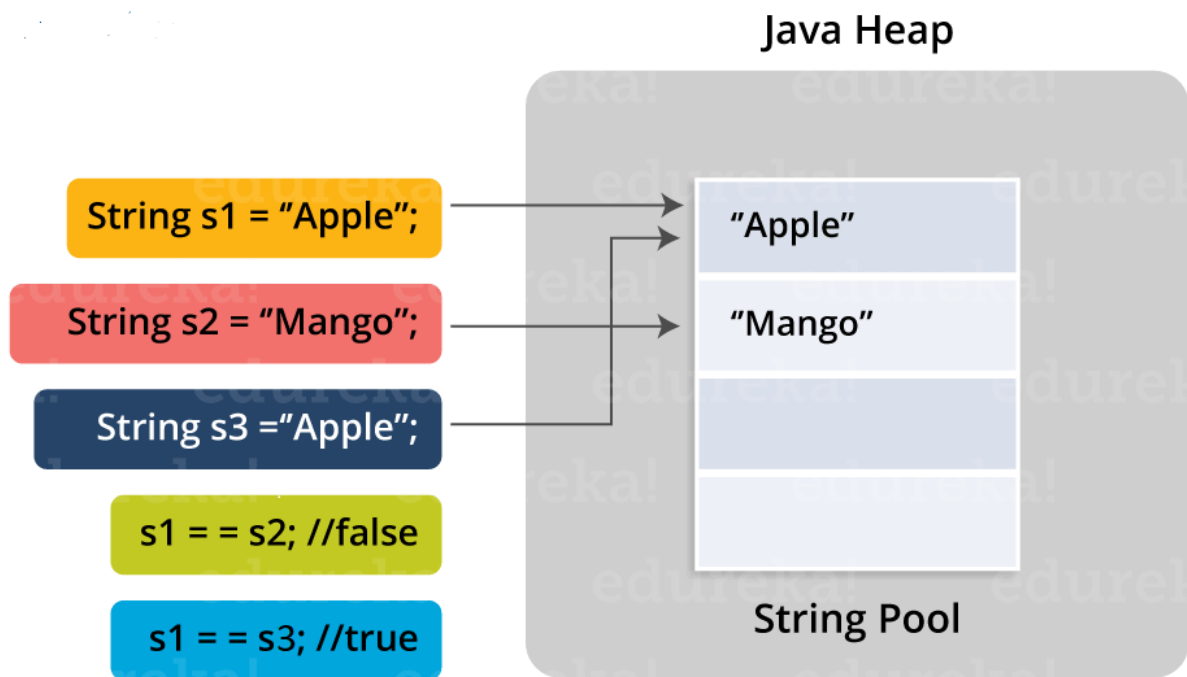 Java Heap
String s1 = “Apple”;
“Apple”
String s2 = “Mango”;
“Mango”
String s3 =“Apple”;
s1 = = s2; //false
s1 = = s3; //true
String Pool
edureka!